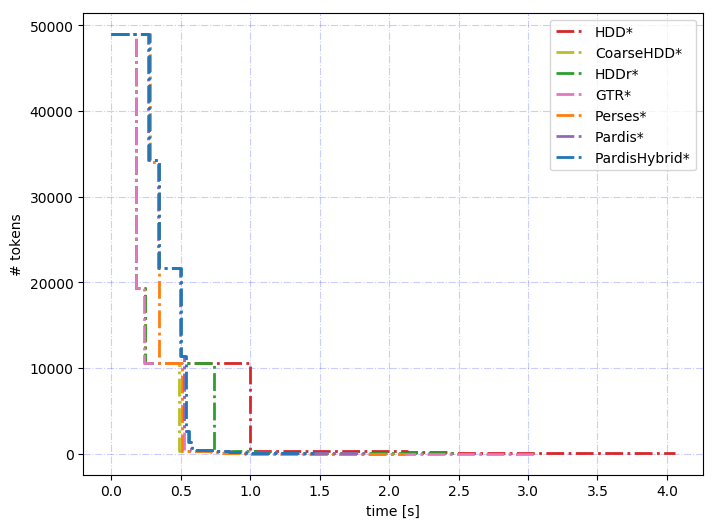 50000
40000
30000
20000
10000
0
# tokens
HDD*
CoarseHDD*
HDDr*
GTR*
Perses*
Pardis*
PardisHybrid*
0.0 0.5 1.0 1.5 2.0 2.5 3.0 3.5 4.0
time [s]